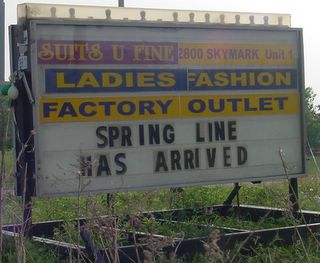 SUITS U FINE 2800 SKYMARK Unit 1
LADIES FASHION
FACTORY OUTLET
SPRING LINE
HAS ARRIVED